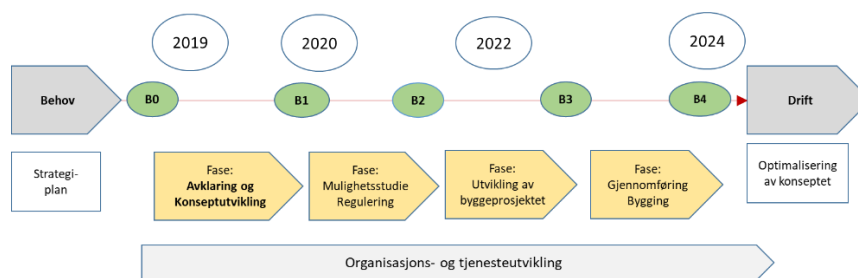 2019
2020
2022
2024
Behov
B0
B1
B2
B3
B4
Drift
Strategi-
plan
Fase:
Avklaring og
Konseptutvikling
Fase:
Mulighetsstudie
Regulering
Fase:
Utvikling av
byggeprosjektet
Fase:
Gjennomføring
Bygging
Optimalisering
av konseptet
Organisasjons- og tjenesteutvikling